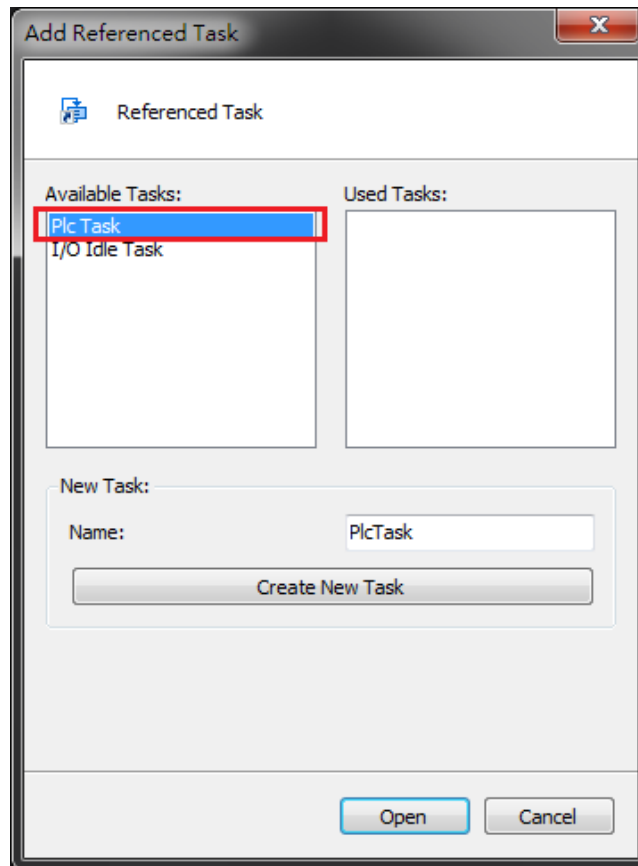 Add Referenced Task
Referenced Task
Available Tasks:
Used Tasks:
Plc Task
I/O Idle Task
New Task:
Name:
PlcTask
Create New Task
Open
Cancel